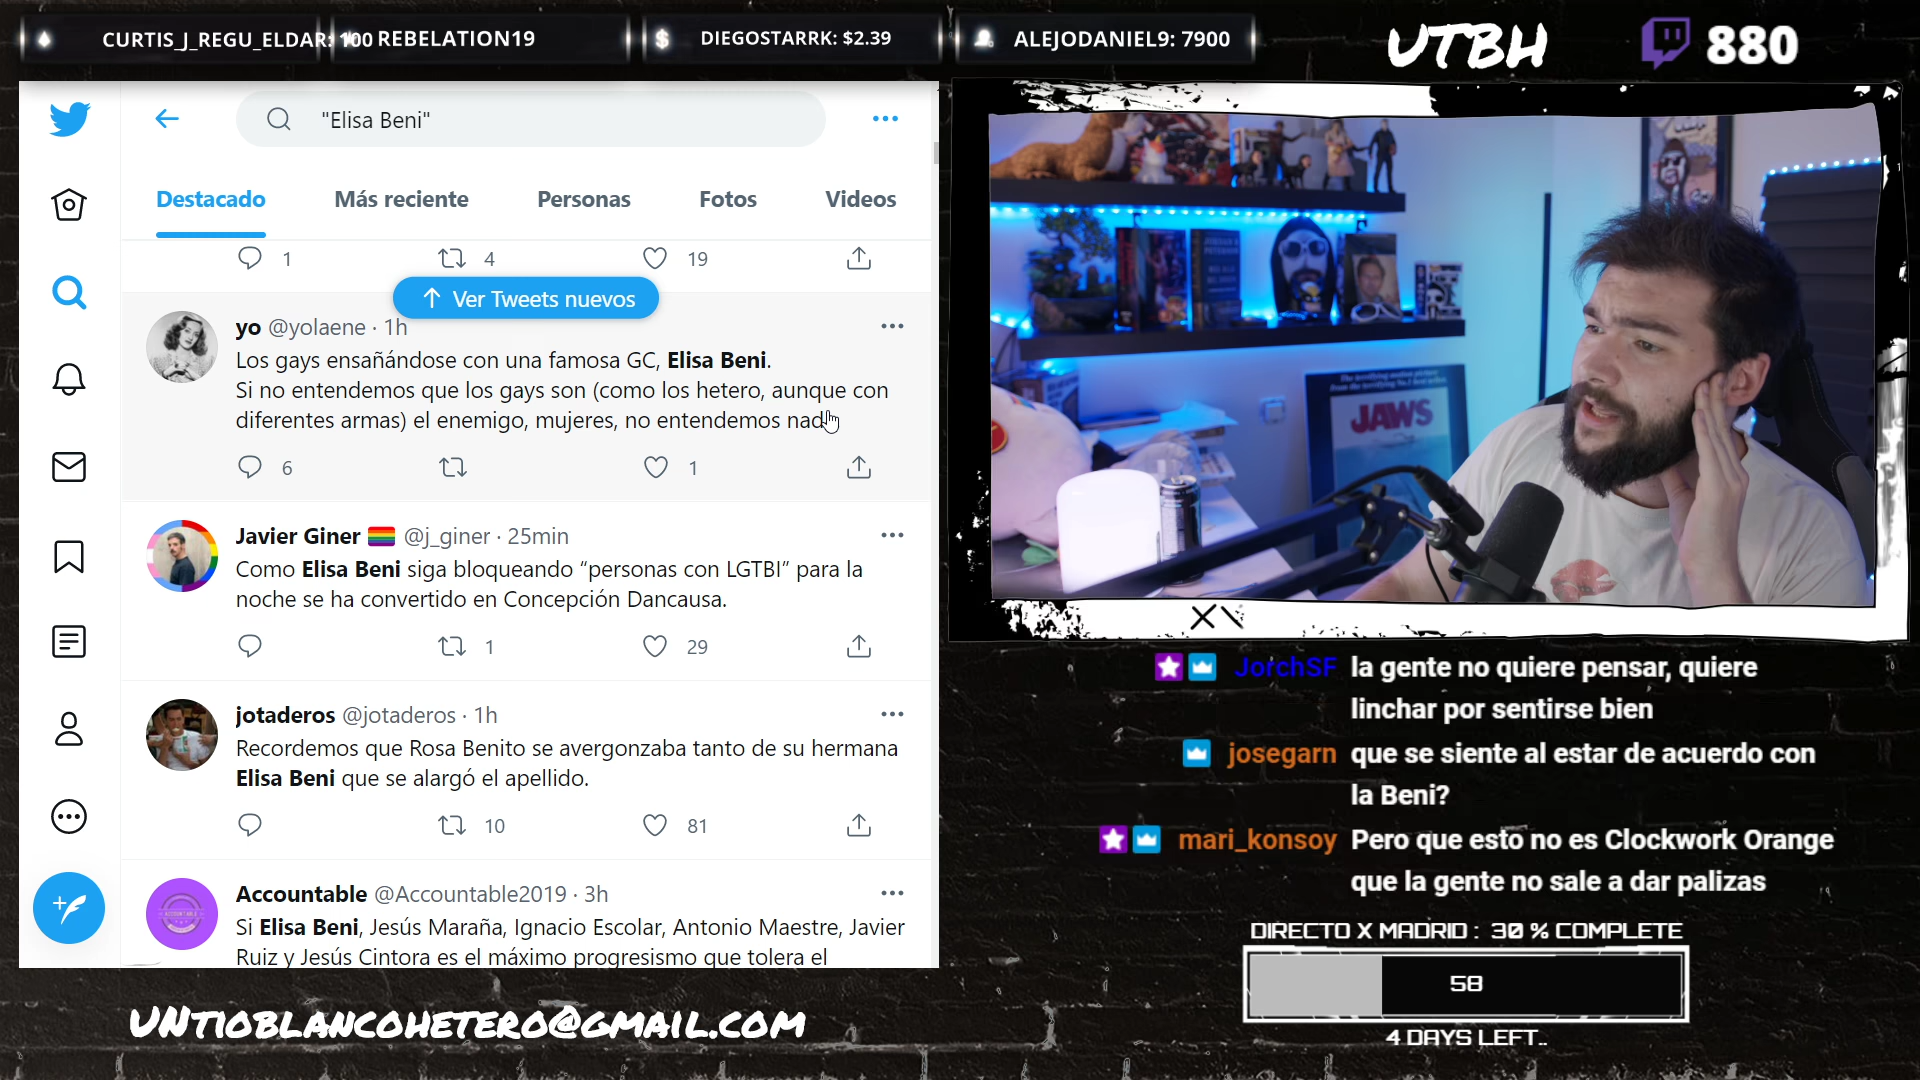 CURTIS_J_REGU_ELDAR: 100
REBELATION19
DIEGOSTARRK: $2.39
ALEJODANIEL9: 7900
UTBH
880
"Elisa Beni"
Destacado
Más reciente
Personas
Fotos
Videos
1
4
19
Ver Tweets nuevos
yo @yolaene · 1h
Los gays ensañándose con una famosa GC, Elisa Beni.
Si no entendemos que los gays son (como los hetero, aunque con
diferentes armas) el enemigo, mujeres, no entendemos
6
1
Javier Giner @j_giner · 25min
Como Elisa Beni siga bloqueando “personas con LGTBI” para la
noche se ha convertido en Concepción Dancausa.
1
29
jotaderos @jotaderos · 1h
Recordemos que Rosa Benito se avergonzaba tanto de su hermana
Elisa Beni que se alargó el apellido.
10
81
Accountable @Accountable2019 · 3h
Si Elisa Beni, Jesús Maraña, Ignacio Escolar, Antonio Maestre, Javier
Ruiz y Jesús Cintora es el máximo progresismo que tolera el
UNTIOBLANCOHETERO@GMAIL.COM
JAWS
JorchSF la gente no quiere pensar, quiere
linchar por sentirse bien
josegarn que se siente al estar de acuerdo con
la Beni?
mari_konsoy Pero que esto no es Clockwork Orange
que la gente no sale a dar palizas
DIRECTO X MADRID : 30 % COMPLETE
58
4 DAYS LEFT..